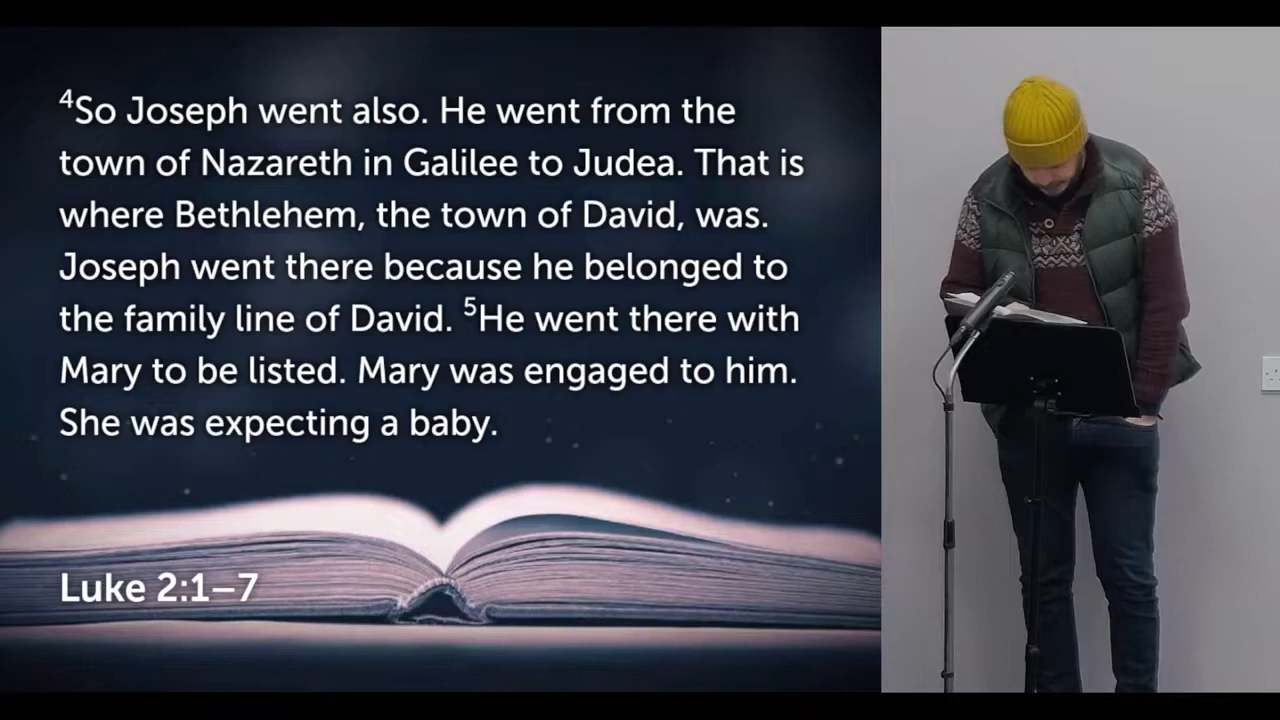 ⁴So Joseph went also. He went from the
town of Nazareth in Galilee to Judea. That is
where Bethlehem, the town of David, was.
Joseph went there because he belonged to
the family line of David. ⁵He went there with
Mary to be listed. Mary was engaged to him.
She was expecting a baby.
Luke 2:1–7